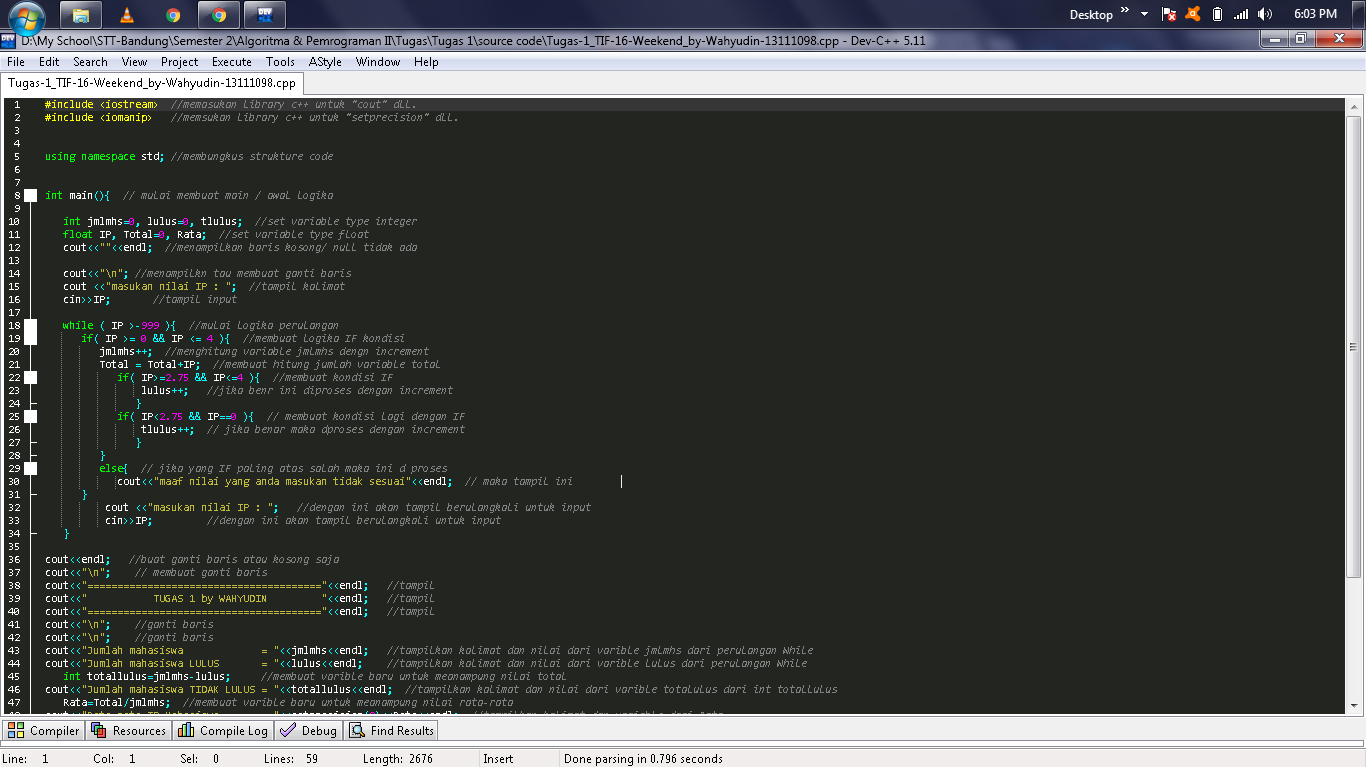 Desktop » 6:03 PM
D:\My School\STT-Bandung\Semester 2\Algoritma & Pemrograman II\Tugas\Tugas 1\source code\Tugas-1_TIF-16-Weekend_by-Wahyudin-13111098.cpp - Dev-C++ 5.11
File Edit Search View Project Execute Tools AStyle Window Help
Tugas-1_TIF-16-Weekend_by-Wahyudin-13111098.cpp
1 #include <iostream> //memasukan library c++ untuk "cout" dll.
2 #include <iomanip> //memsukan library c++ untuk "setprecision" dll.
3
4
5 using namespace std; //membungkus strukture code
6
7
8 int main(){ // mulai membuat main / awal logika
9
10 int jmlmhs=0, lulus=0, tlulus; //set variable type integer
11 float IP, Total=0, Rata; //set variable type float
12 cout<<""<<endl; //menampilkan baris kosong/ null tidak ada
13
14 cout<<"\n"; //menampilkn tau membuat ganti baris
15 cout <<"masukan nilai IP : "; //tampil kalimat
16 cin>>IP; //tampil input
17
18 while ( IP >-999 ){ //mulai logika perulangan
19 if( IP >= 0 && IP <= 4 ){ //membuat logika IF kondisi
20 jmlmhs++; //menghitung variable jmlmhs dengn increment
21 Total = Total+IP; //membuat hitung jumlah variable total
22 if( IP>=2.75 && IP<=4 ){ //membuat kondisi IF
23 lulus++; //jika benr ini diproses dengan increment
24 }
25 if( IP<2.75 && IP==0 ){ // membuat kondisi lagi dengan IF
26 tlulus++; // jika benar maka dproses dengan increment
27 }
28 }
29 else{ // jika yang IF paling atas salah maka ini d proses
30 cout<<"maaf nilai yang anda masukan tidak sesuai"<<endl; // maka tampil ini
31 }
32 cout <<"masukan nilai IP : "; //dengan ini akan tampil berulangkali untuk input
33 cin>>IP; //dengan ini akan tampil berulangkali untuk input
34 }
35
36 cout<<endl; //buat ganti baris atau kosong saja
37 cout<<"\n"; // membuat ganti baris
38 cout<<"======================================="<<endl; //tampil
39 cout<<" TUGAS 1 by WAHYUDIN "<<endl; //tampil
40 cout<<"======================================="<<endl; //tampil
41 cout<<"\n"; //ganti baris
42 cout<<"\n"; //ganti baris
43 cout<<"Jumlah mahasiswa = "<<jmlmhs<<endl; //tampilkan kalimat dan nilai dari varible jmlmhs dari perulangan While
44 cout<<"Jumlah mahasiswa LULUS = "<<lulus<<endl; //tampilkan kalimat dan nilai dari varible lulus dari perulangan While
45 int totallulus=jmlmhs-lulus; //membuat varible baru untuk meanampung nilai total
46 cout<<"Jumlah mahasiswa TIDAK LULUS = "<<totallulus<<endl; //tampilkan kalimat dan nilai dari varible totalulus dari int totallulus
47 Rata=Total/jmlmhs; //membuat varible baru untuk meanampung nilai rata-rata
Compiler Resources Compile Log Debug Find Results
Line: 1 Col: 1 Sel: 0 Lines: 59 Length: 2676 Insert Done parsing in 0.796 seconds